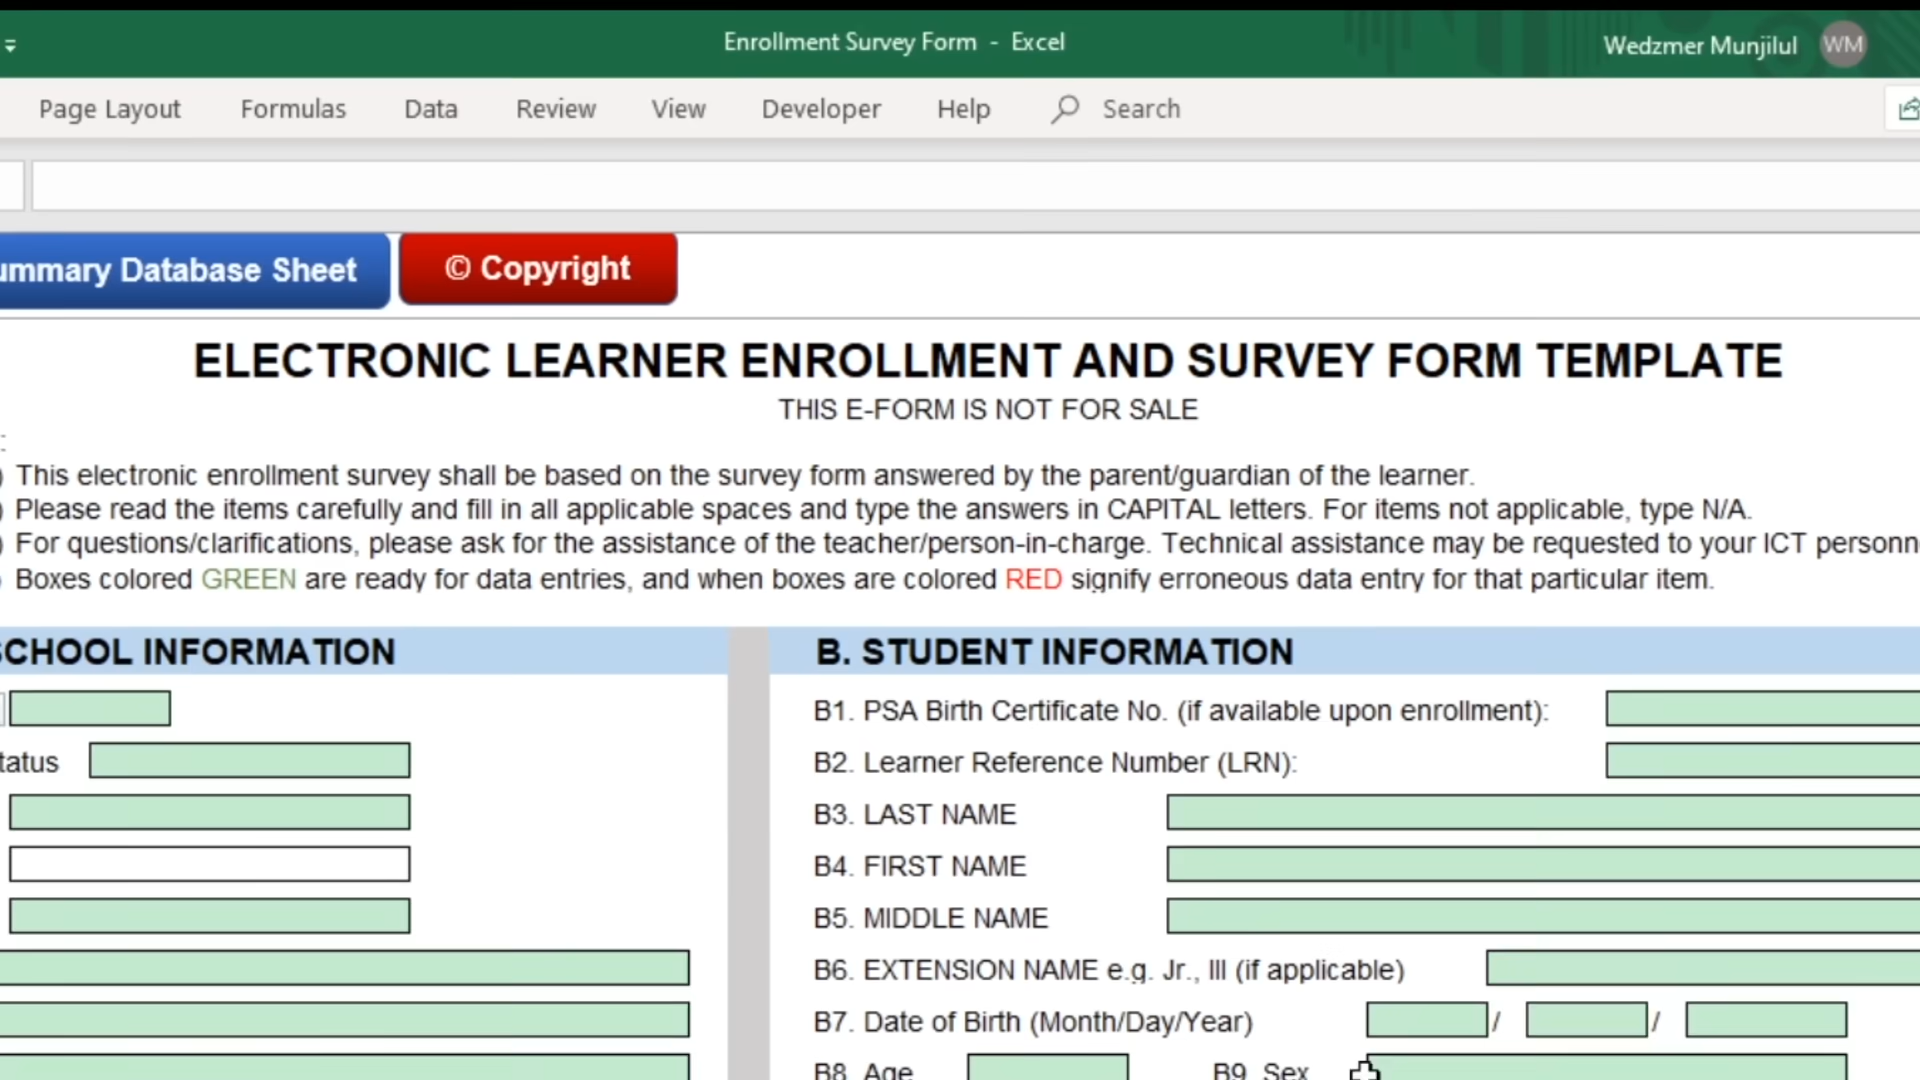 Enrollment Survey Form - Excel
Wedzmer Munjilul WM
Page Layout Formulas Data Review View Developer Help Search
ummary Database Sheet © Copyright
ELECTRONIC LEARNER ENROLLMENT AND SURVEY FORM TEMPLATE
THIS E-FORM IS NOT FOR SALE
:
) This electronic enrollment survey shall be based on the survey form answered by the parent/guardian of the learner.
) Please read the items carefully and fill in all applicable spaces and type the answers in CAPITAL letters. For items not applicable, type N/A.
) For questions/clarifications, please ask for the assistance of the teacher/person-in-charge. Technical assistance may be requested to your ICT personn
) Boxes colored GREEN are ready for data entries, and when boxes are colored RED signify erroneous data entry for that particular item.
SCHOOL INFORMATION
tatus
B. STUDENT INFORMATION
B1. PSA Birth Certificate No. (if available upon enrollment):
B2. Learner Reference Number (LRN):
B3. LAST NAME
B4. FIRST NAME
B5. MIDDLE NAME
B6. EXTENSION NAME e.g. Jr., III (if applicable)
B7. Date of Birth (Month/Day/Year) / /
B8. Age B9. Sex